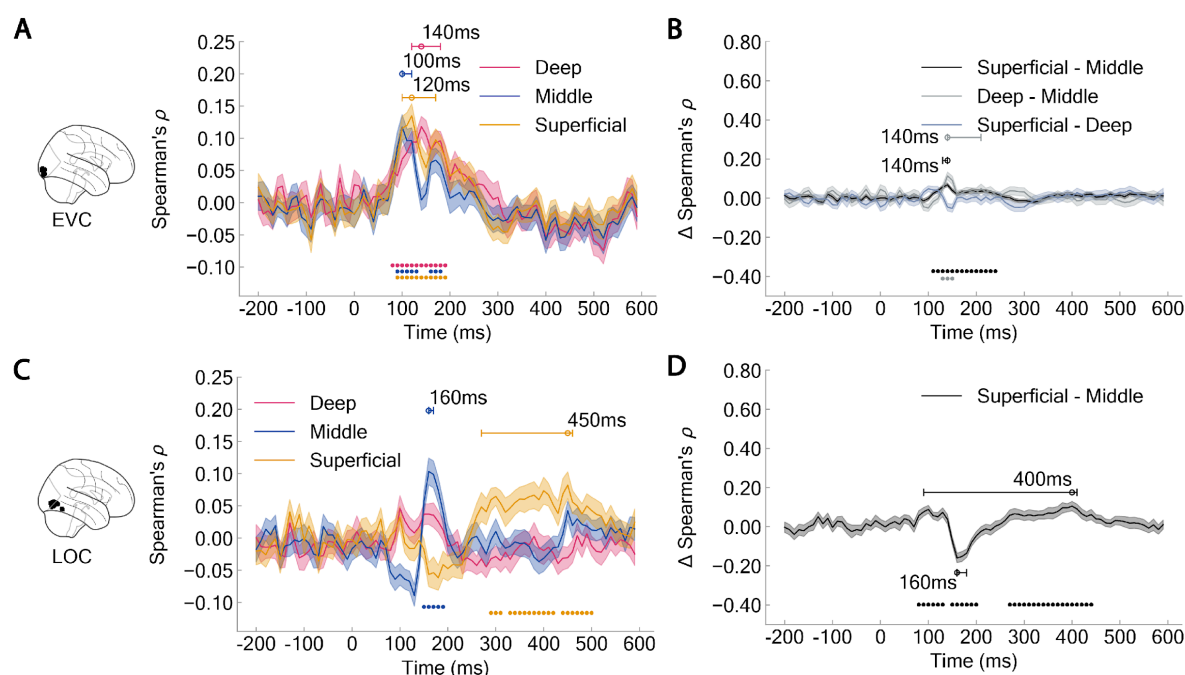 A
0.25
0.20
0.15
0.10
0.05
0.00
-0.05
-0.10
Spearman's ρ
140ms
100ms
120ms
Deep
Middle
Superficial
-200 -100 0 100 200 300 400 500 600
Time (ms)
EVC
B
0.80
0.60
0.40
0.20
0.00
-0.20
-0.40
Δ Spearman's ρ
Superficial - Middle
Deep - Middle
Superficial - Deep
140ms
140ms
-200 -100 0 100 200 300 400 500 600
Time (ms)
C
0.25
0.20
0.15
0.10
0.05
0.00
-0.05
-0.10
Spearman's ρ
Deep
Middle
Superficial
160ms
450ms
-200 -100 0 100 200 300 400 500 600
Time (ms)
LOC
D
0.80
0.60
0.40
0.20
0.00
-0.20
-0.40
Δ Spearman's ρ
Superficial - Middle
400ms
160ms
-200 -100 0 100 200 300 400 500 600
Time (ms)